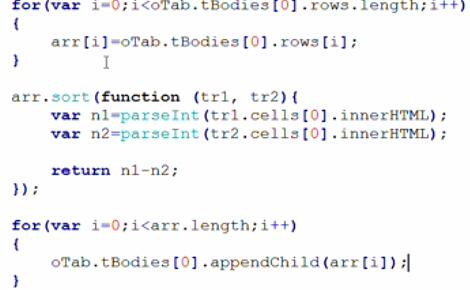 for(var i=0;i<oTab.tBodies[0].rows.length;i++)
{
    arr[i]=oTab.tBodies[0].rows[i];
}
arr.sort(function (tr1, tr2){
    var n1=parseInt(tr1.cells[0].innerHTML);
    var n2=parseInt(tr2.cells[0].innerHTML);
    return n1-n2;
});
for(var i=0;i<arr.length;i++)
{
    oTab.tBodies[0].appendChild(arr[i]);
}